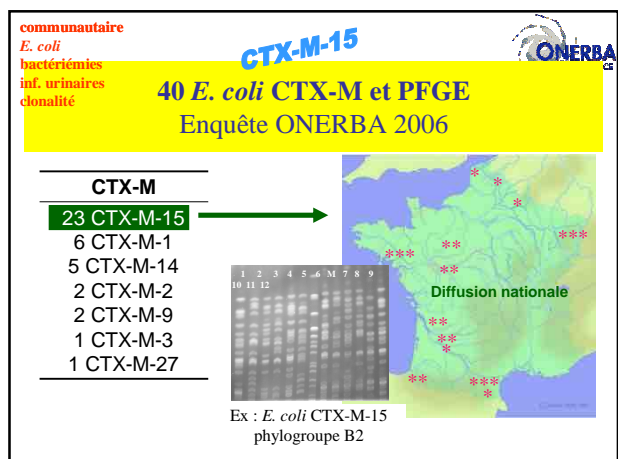 communautaire
E. coli
bactériémies
inf. urinaires
clonalité
CTX-M-15
ONERBA
40 E. coli CTX-M et PFGE
Enquête ONERBA 2006
CTX-M
23 CTX-M-15
6 CTX-M-1
5 CTX-M-14
2 CTX-M-2
2 CTX-M-9
1 CTX-M-3
1 CTX-M-27
1 2 3 4 5 6 M 7 8 9
10 11 12
Diffusion nationale
Ex : E. coli CTX-M-15
phylogroupe B2